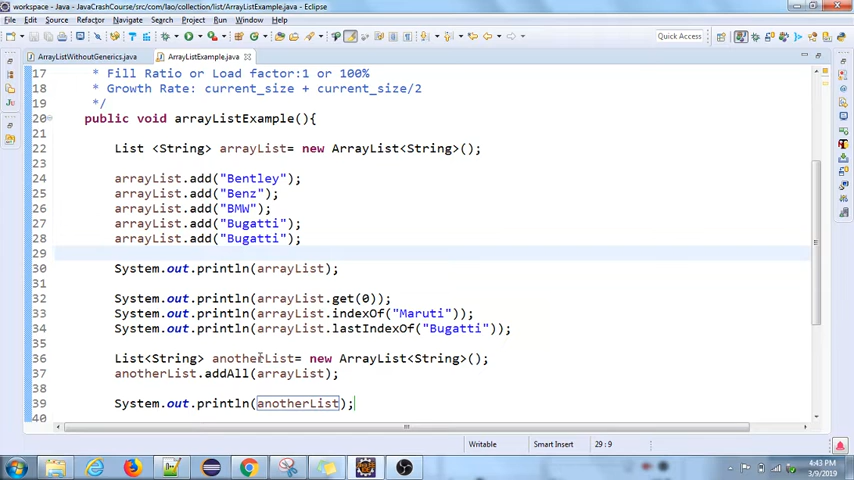 workspace - Java - JavaCrashCourse/src/com/lao/collection/list/ArrayListExample.java - Eclipse
File Edit Source Refactor Navigate Search Project Run Window Help
Quick Access
ArrayListWithoutGenerics.java ArrayListExample.java
17 * Fill Ratio or Load factor:1 or 100%
18 * Growth Rate: current_size + current_size/2
19 */
20 public void arrayListExample(){
21
22 List <String> arrayList= new ArrayList<String>();
23
24 arrayList.add("Bentley");
25 arrayList.add("Benz");
26 arrayList.add("BMW");
27 arrayList.add("Bugatti");
28 arrayList.add("Bugatti");
29
30 System.out.println(arrayList);
31
32 System.out.println(arrayList.get(0));
33 System.out.println(arrayList.indexOf("Maruti"));
34 System.out.println(arrayList.lastIndexOf("Bugatti"));
35
36 List<String> anotherList= new ArrayList<String>();
37 anotherList.addAll(arrayList);
38
39 System.out.println(anotherList);
40
Writable Smart Insert 29:9
4:43 PM
3/9/2019